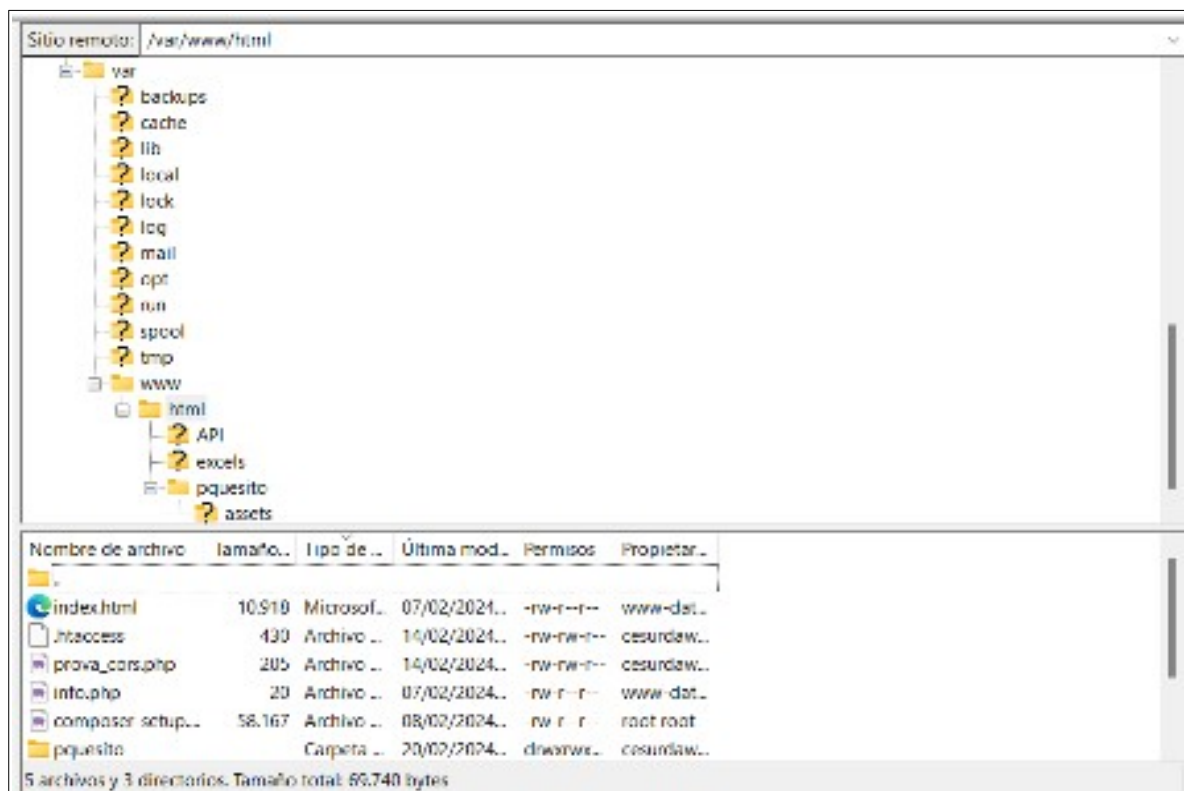 Sitio remoto: /var/www/html
var
backups
cache
lib
local
lock
log
mail
opt
run
spool
tmp
www
html
API
excels
pquesito
assets
Nombre de archivo Tamaño... Tipo de ... Última mod... Permisos Propietar...
..
index.html 10.918 Microsof... 07/02/2024... -rw-r--r-- www-dat...
.htaccess 430 Archivo ... 14/02/2024... -rw-rw-r-- cesurdaw...
prova_cors.php 205 Archivo ... 14/02/2024... -rw-rw-r-- cesurdaw...
info.php 20 Archivo ... 07/02/2024... -rw-r--r-- www-dat...
composer-setup.... 58.167 Archivo ... 08/02/2024... -rw-r--r-- root root
pquesito Carpeta ... 20/02/2024... drwxrwx... cesurdaw...
5 archivos y 3 directorios. Tamaño total: 69.740 bytes